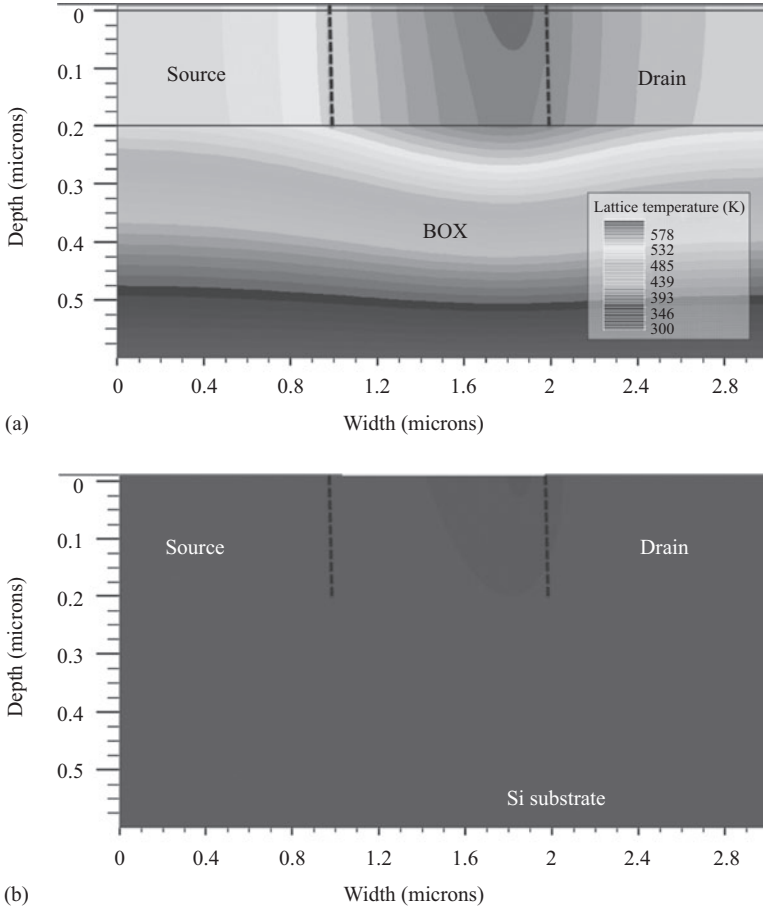 0
0.1
0.2
0.3
0.4
0.5
Depth (microns)
Source
Drain
BOX
Lattice temperature (K)
578
532
485
439
393
346
300
0 0.4 0.8 1.2 1.6 2 2.4 2.8
Width (microns)
(a)
0
0.1
0.2
0.3
0.4
0.5
Depth (microns)
Source
Drain
Si substrate
0 0.4 0.8 1.2 1.6 2 2.4 2.8
Width (microns)
(b)